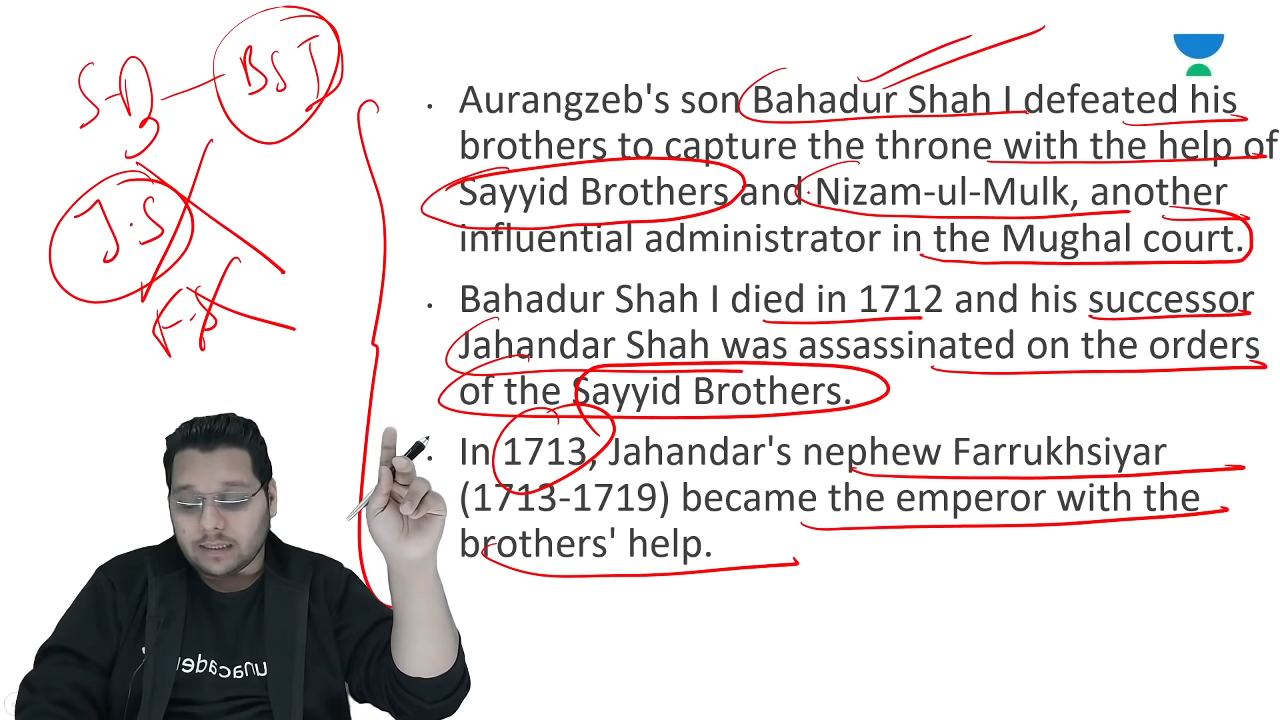 S-B
BSI
J.S
F.S
Aurangzeb's son Bahadur Shah I defeated his
brothers to capture the throne with the help of
Sayyid Brothers and Nizam-ul-Mulk, another
influential administrator in the Mughal court.
Bahadur Shah I died in 1712 and his successor
Jahandar Shah was assassinated on the orders
of the Sayyid Brothers.
In 1713, Jahandar's nephew Farrukhsiyar
(1713-1719) became the emperor with the
brothers' help.